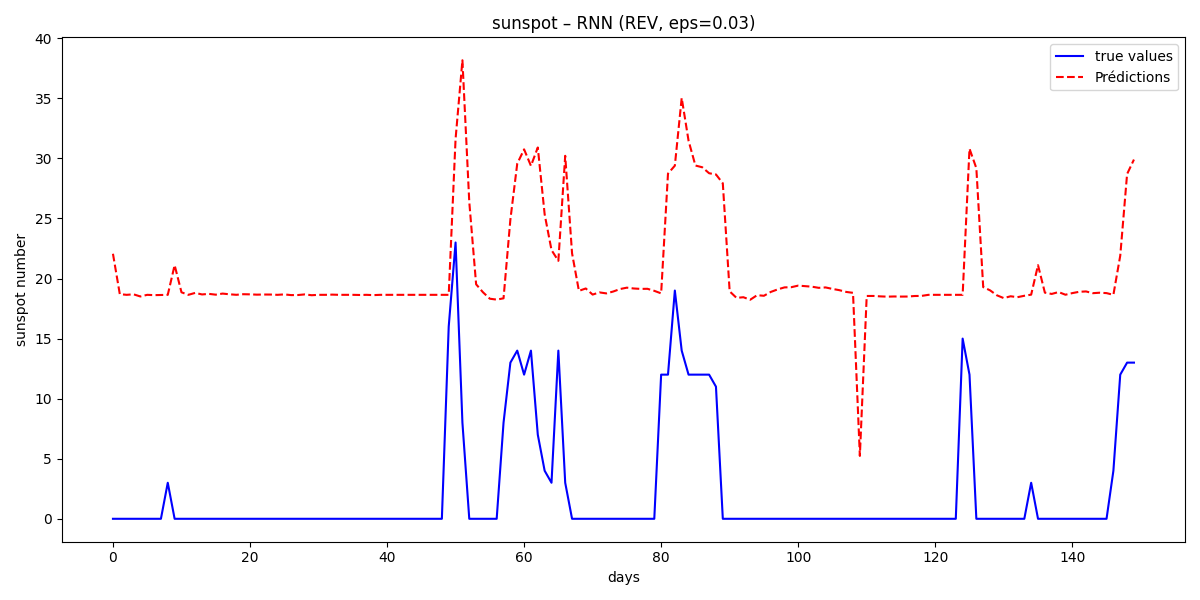 sunspot – RNN (REV, eps=0.03)
true values
Prédictions
sunspot number
40
35
30
25
20
15
10
5
0
0 20 40 60 80 100 120 140
days